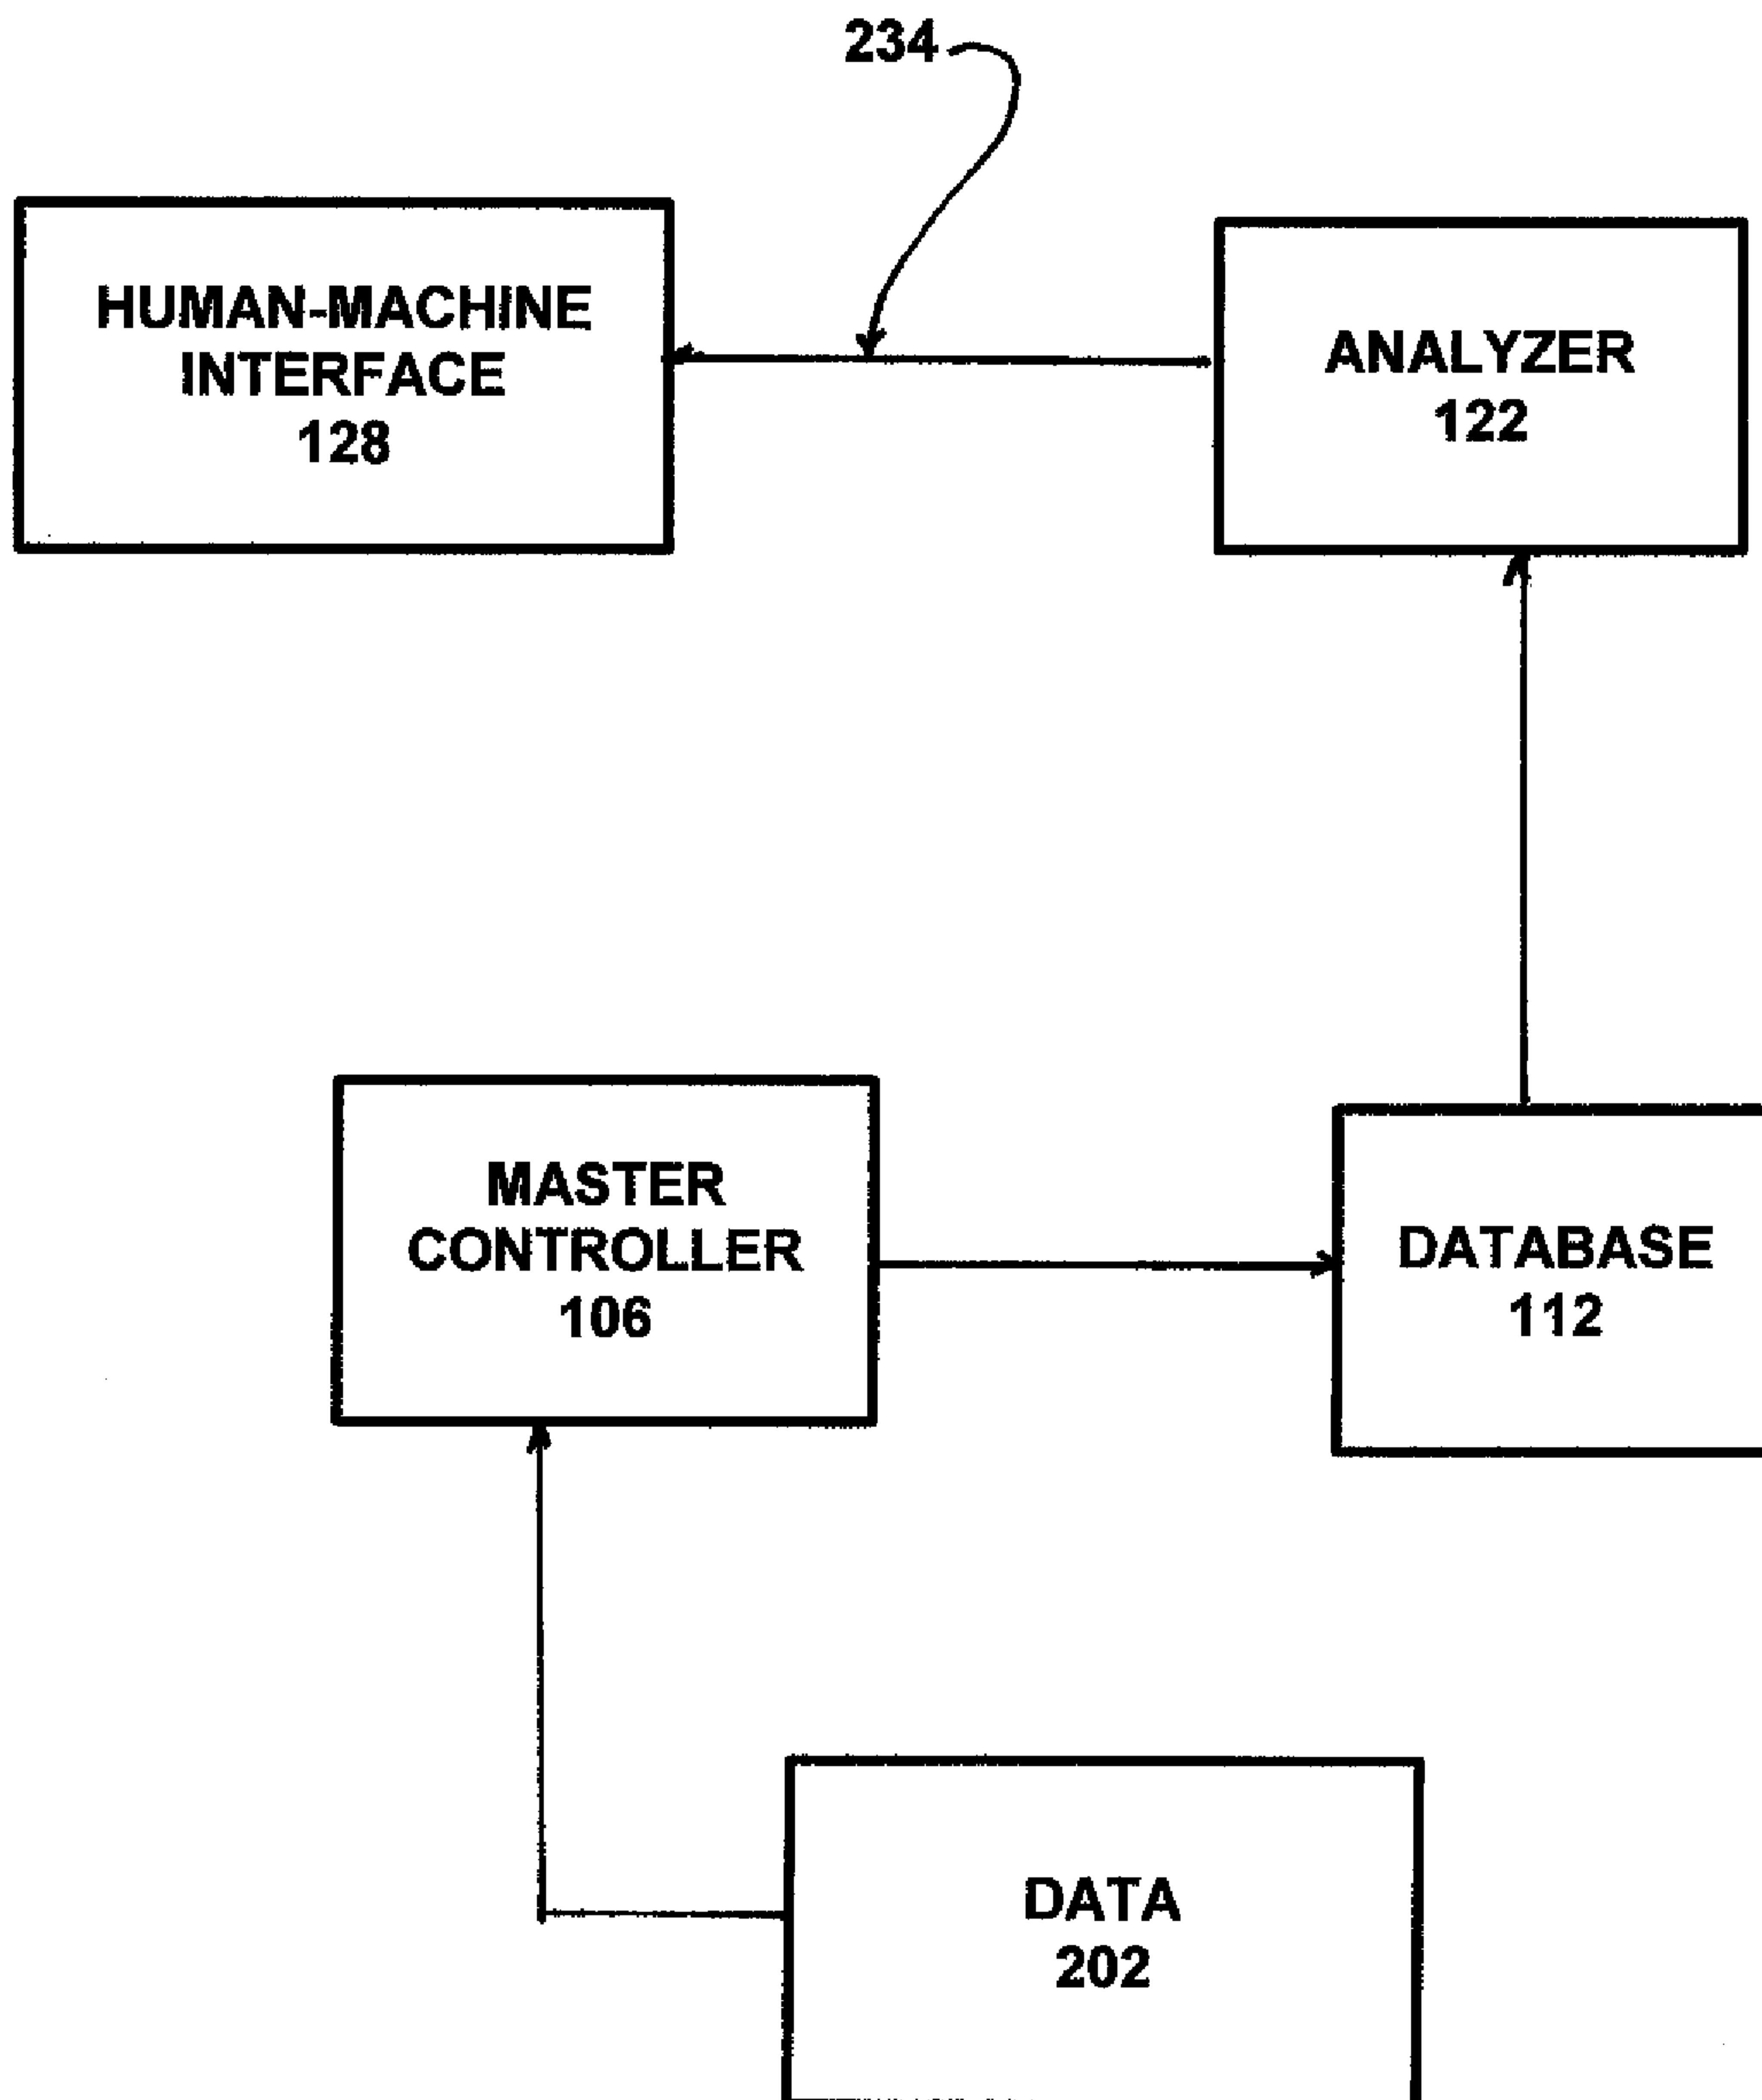 234
HUMAN-MACHINE
INTERFACE
128
ANALYZER
122
MASTER
CONTROLLER
106
DATABASE
112
DATA
202